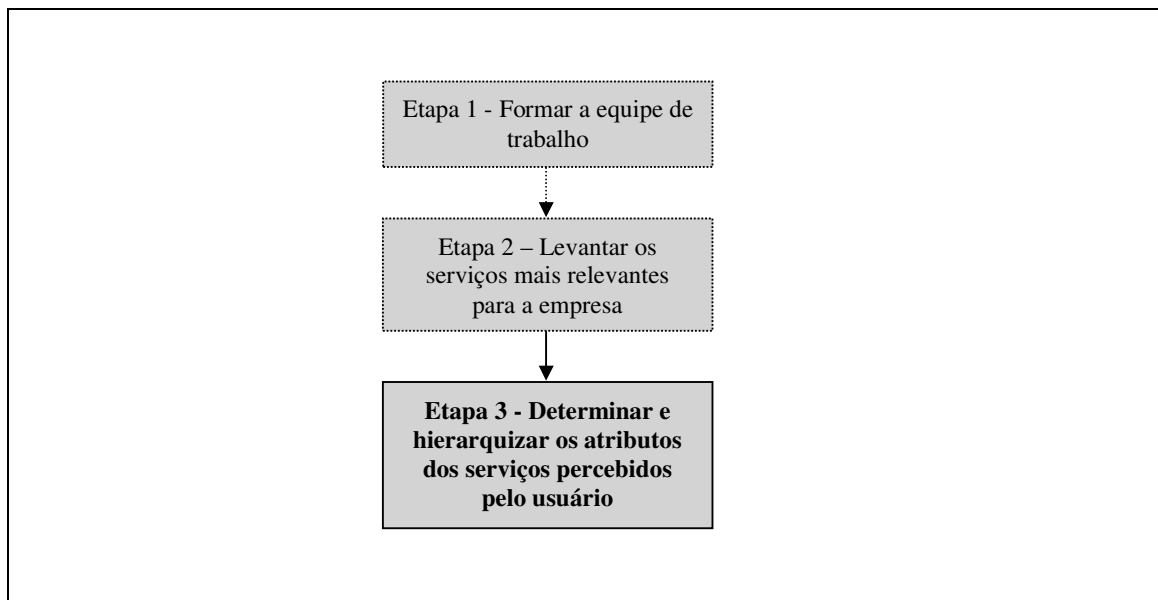 Etapa 1 - Formar a equipe de
trabalho
Etapa 2 – Levantar os
serviços mais relevantes
para a empresa
Etapa 3 - Determinar e
hierarquizar os atributos
dos serviços percebidos
pelo usuário